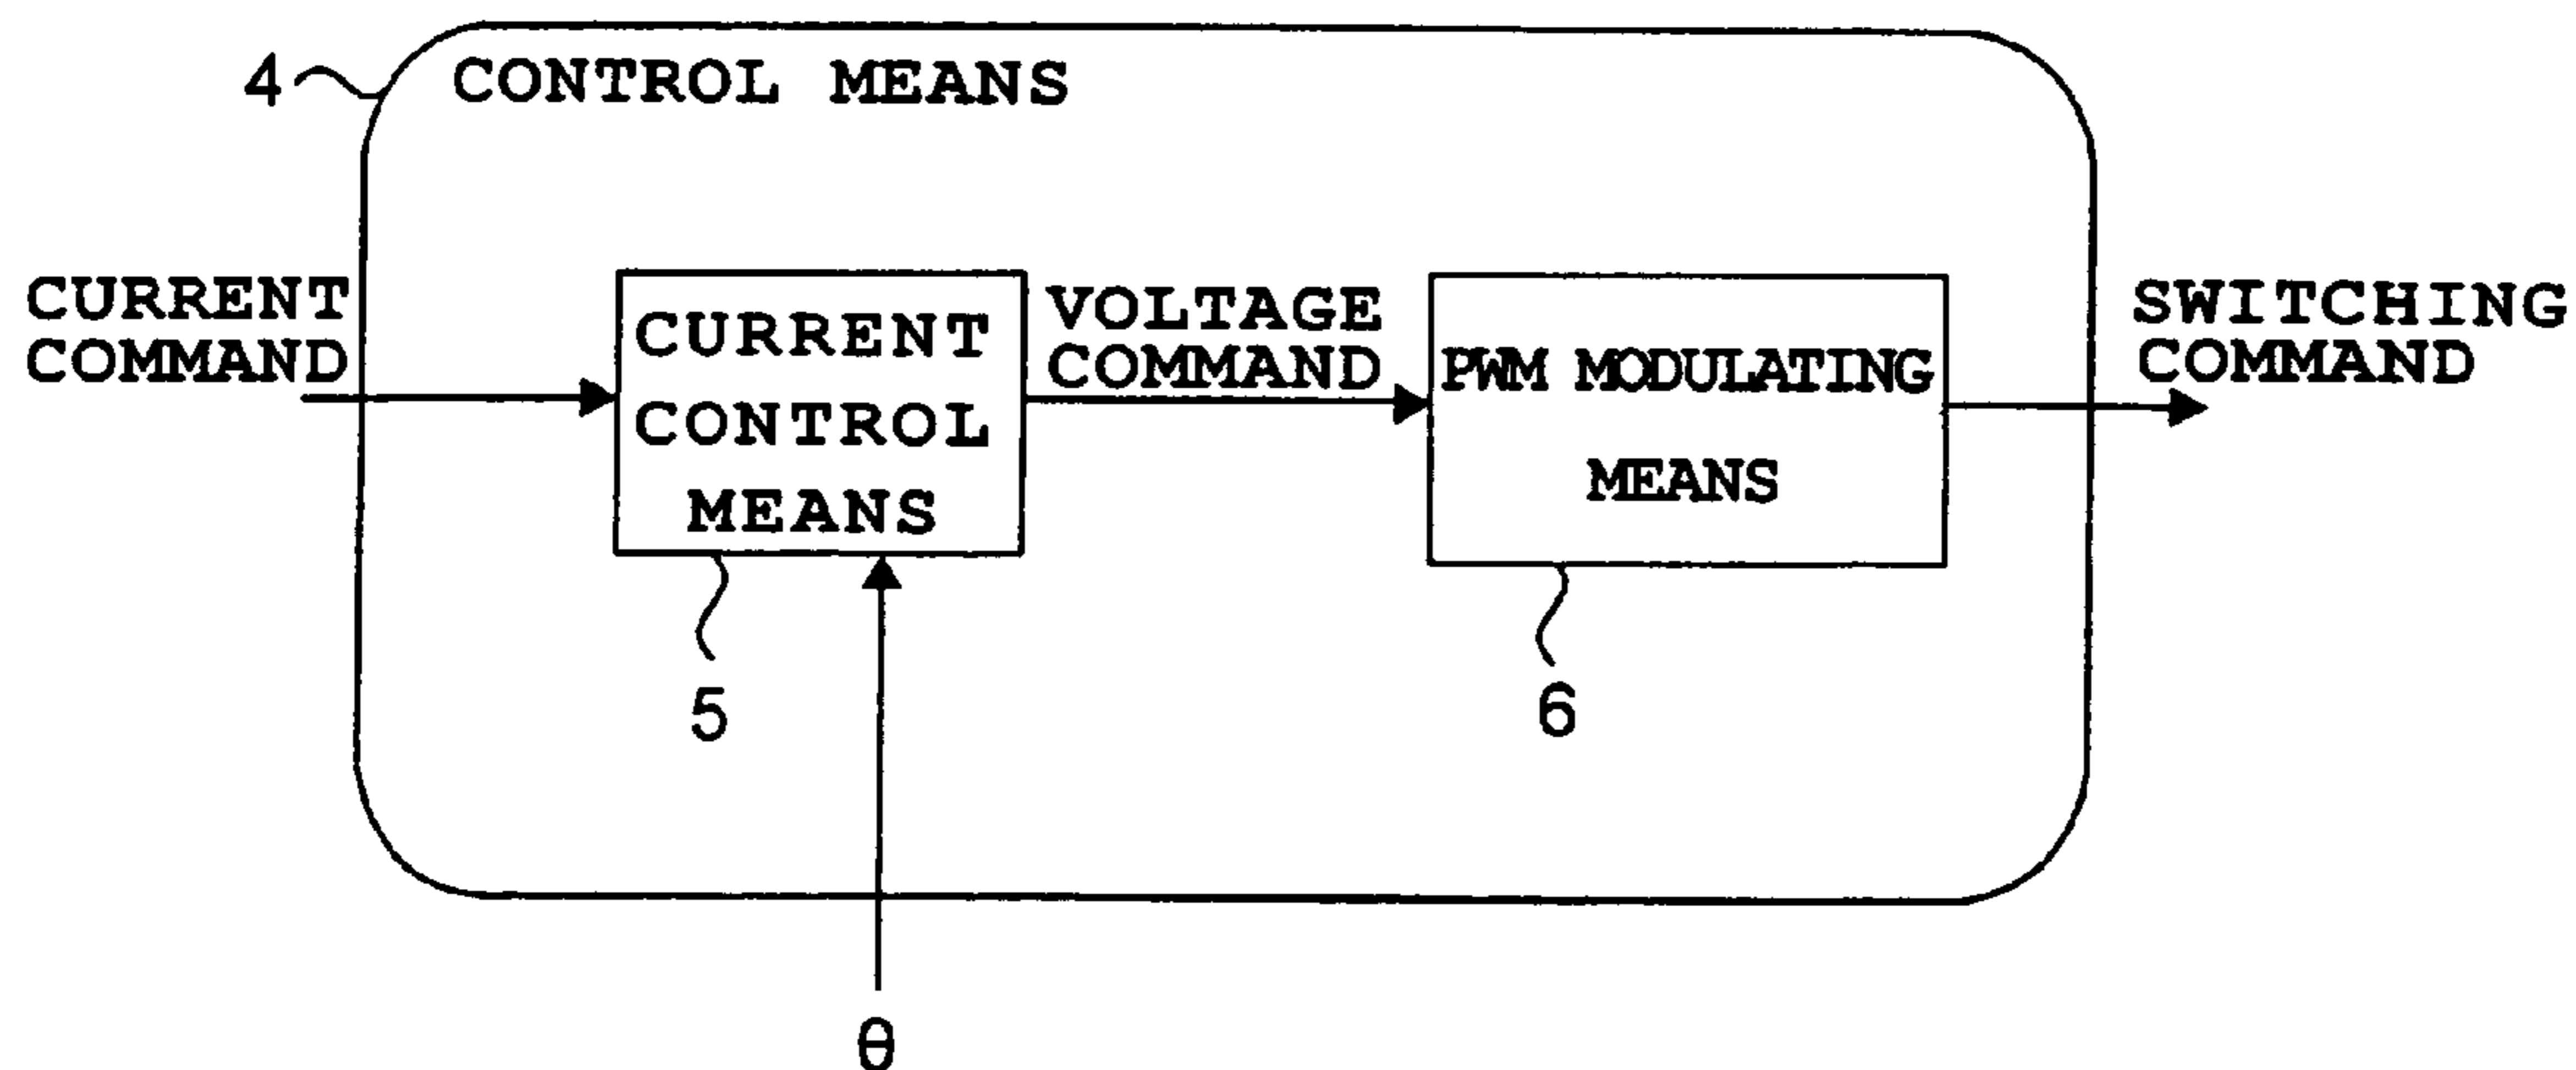 4
CONTROL MEANS
CURRENT
COMMAND
CURRENT
CONTROL
MEANS
VOLTAGE
COMMAND
PWM MODULATING
MEANS
SWITCHING
COMMAND
5
6
θ